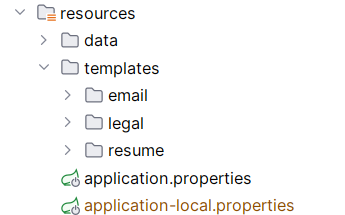 resources
data
templates
email
legal
resume
application.properties
application-local.properties